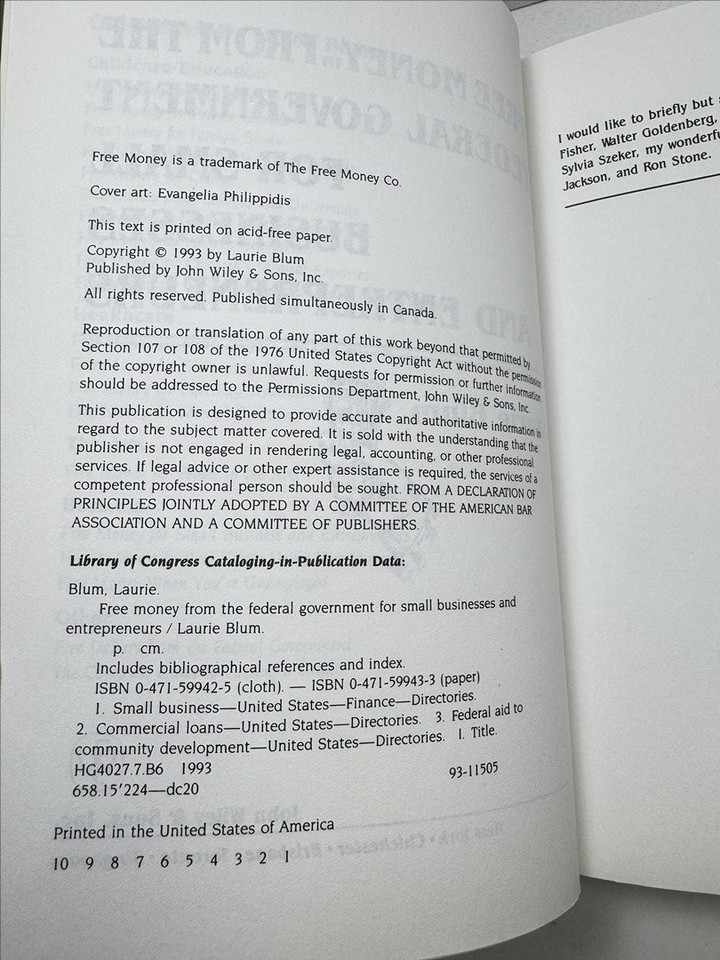 Free Money is a trademark of The Free Money Co.
Cover art: Evangelia Philippidis
This text is printed on acid-free paper.
Copyright © 1993 by Laurie Blum
Published by John Wiley & Sons, Inc.
All rights reserved. Published simultaneously in Canada.
Reproduction or translation of any part of this work beyond that permitted by
Section 107 or 108 of the 1976 United States Copyright Act without the permission
of the copyright owner is unlawful. Requests for permission or further information
should be addressed to the Permissions Department, John Wiley & Sons, Inc.
This publication is designed to provide accurate and authoritative information in
regard to the subject matter covered. It is sold with the understanding that the
publisher is not engaged in rendering legal, accounting, or other professional
services. If legal advice or other expert assistance is required, the services of a
competent professional person should be sought. FROM A DECLARATION OF
PRINCIPLES JOINTLY ADOPTED BY A COMMITTEE OF THE AMERICAN BAR
ASSOCIATION AND A COMMITTEE OF PUBLISHERS.
Library of Congress Cataloging-in-Publication Data:
Blum, Laurie.
Free money from the federal government for small businesses and
entrepreneurs / Laurie Blum.
p. cm.
Includes bibliographical references and index.
ISBN 0-471-59942-5 (cloth). — ISBN 0-471-59943-3 (paper)
1. Small business—United States—Finance—Directories.
2. Commercial loans—United States—Directories. 3. Federal aid to
community development—United States—Directories. I. Title.
HG4027.7.B6 1993
658.15'224—dc20 93-11505
Printed in the United States of America
10 9 8 7 6 5 4 3 2 1
I would like to briefly but
Fisher, Walter Goldenberg,
Sylvia Szeker, my
Jackson, and Ron Stone.